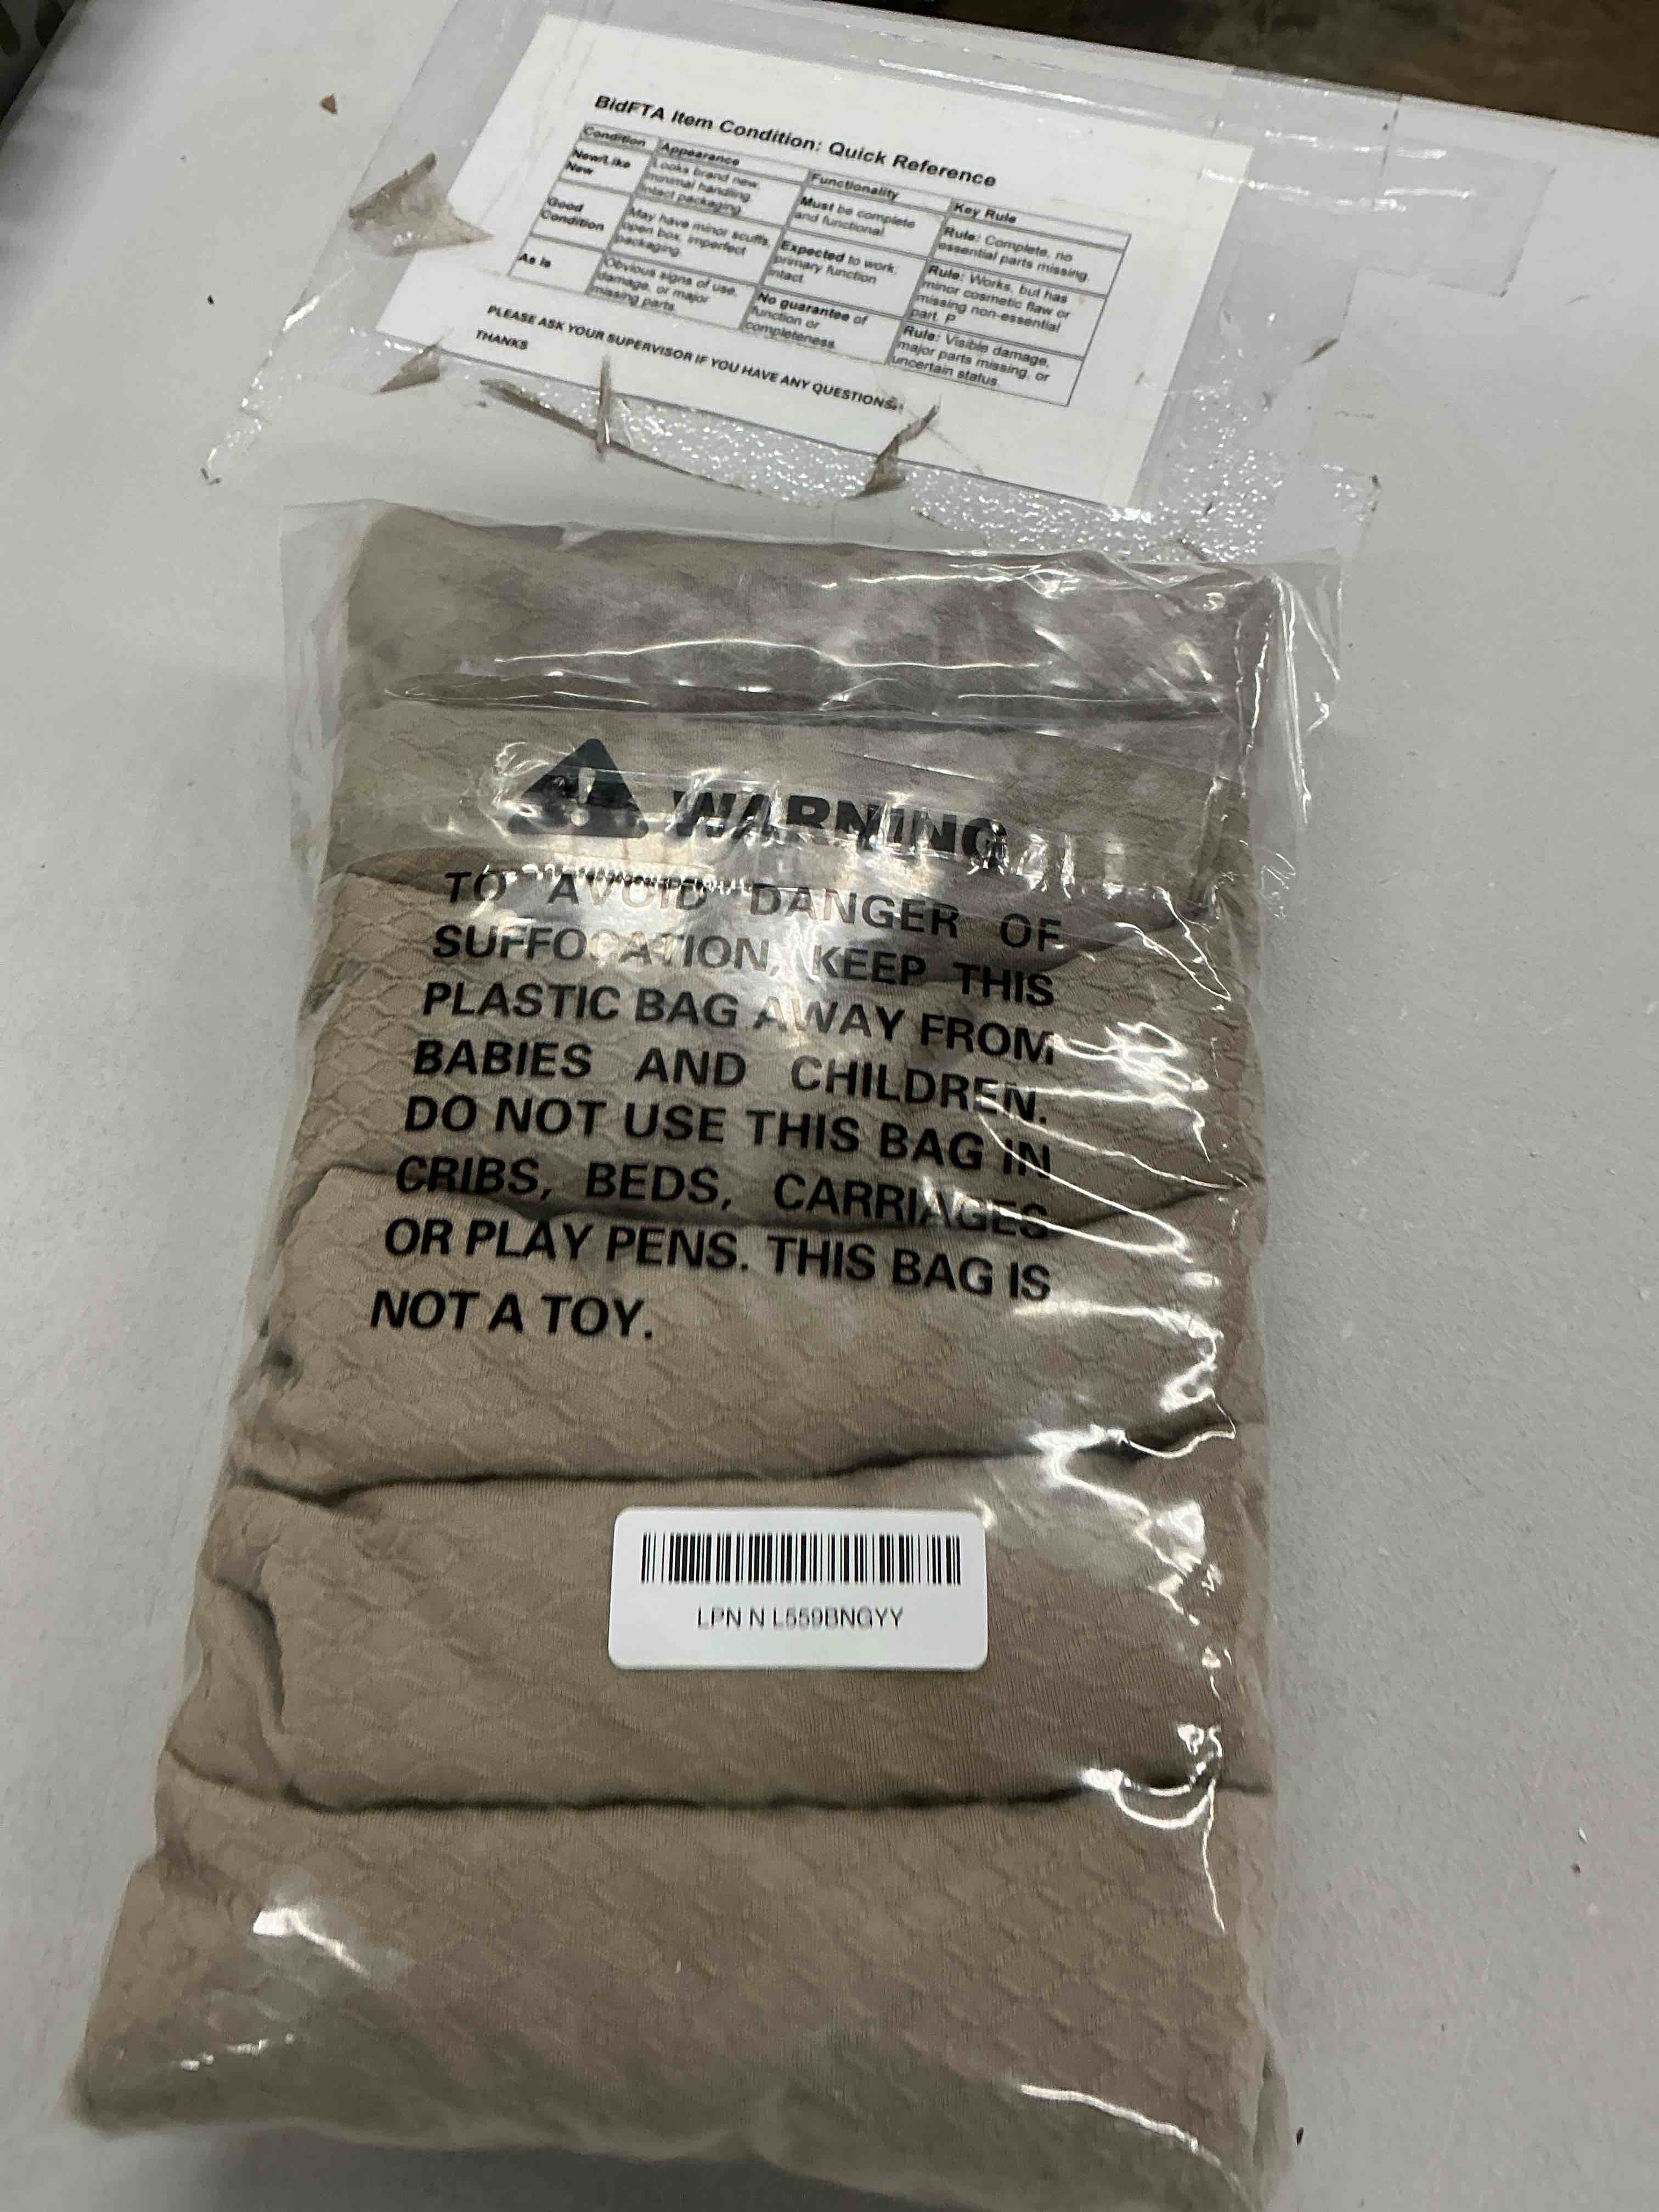 BidFTA Item Condition: Quick Reference
Condition Appearance Functionality Key Rule
New/Like
New
Looks brand new,
minimal handling,
intact packaging.
Must be complete
and functional.
Rule: Complete, no
essential parts missing.
Good
Condition
May have minor scuffs,
open box, imperfect
packaging.
Expected to work;
primary function
intact.
Rule: Works, but has
minor cosmetic flaw or
missing non-essential
part. P
As Is
Obvious signs of use,
damage, or major
missing parts.
No guarantee of
function or
completeness.
Rule: Visible damage,
major parts missing, or
uncertain status.
PLEASE ASK YOUR SUPERVISOR IF YOU HAVE ANY QUESTIONS.
THANKS
WARNING
TO AVOID DANGER OF
SUFFOCATION, KEEP THIS
PLASTIC BAG AWAY FROM
BABIES AND CHILDREN.
DO NOT USE THIS BAG IN
CRIBS, BEDS, CARRIAGES
OR PLAY PENS. THIS BAG IS
NOT A TOY.
LPN N L559BNGYY